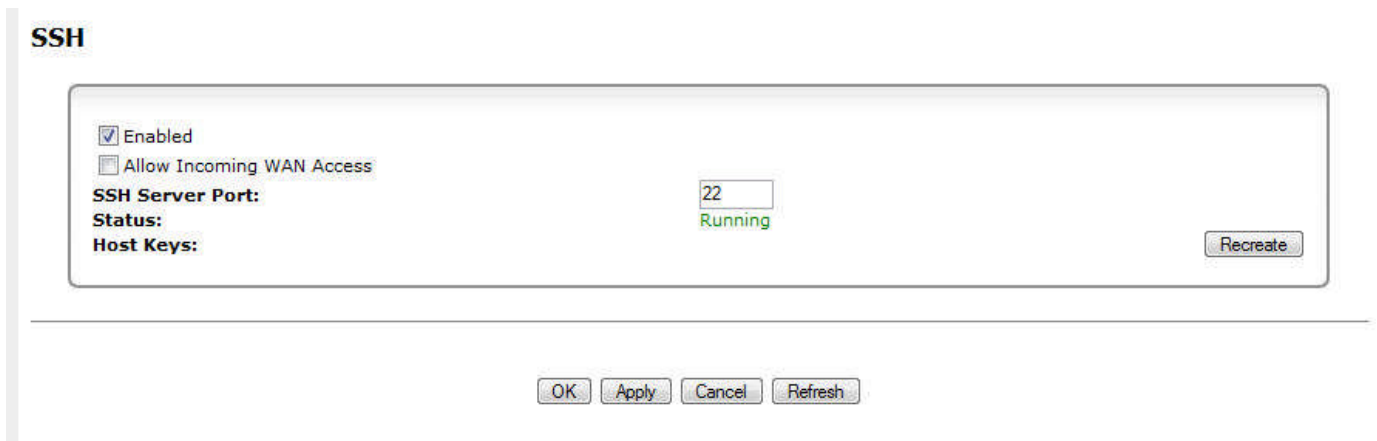 SSH
Enabled
Allow Incoming WAN Access
SSH Server Port: 22
Status: Running
Host Keys: Recreate
OK Apply Cancel Refresh